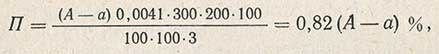 П = (А — а) 0,0041·300·200·100 / 100·100·3 = 0,82 (А — а) %,